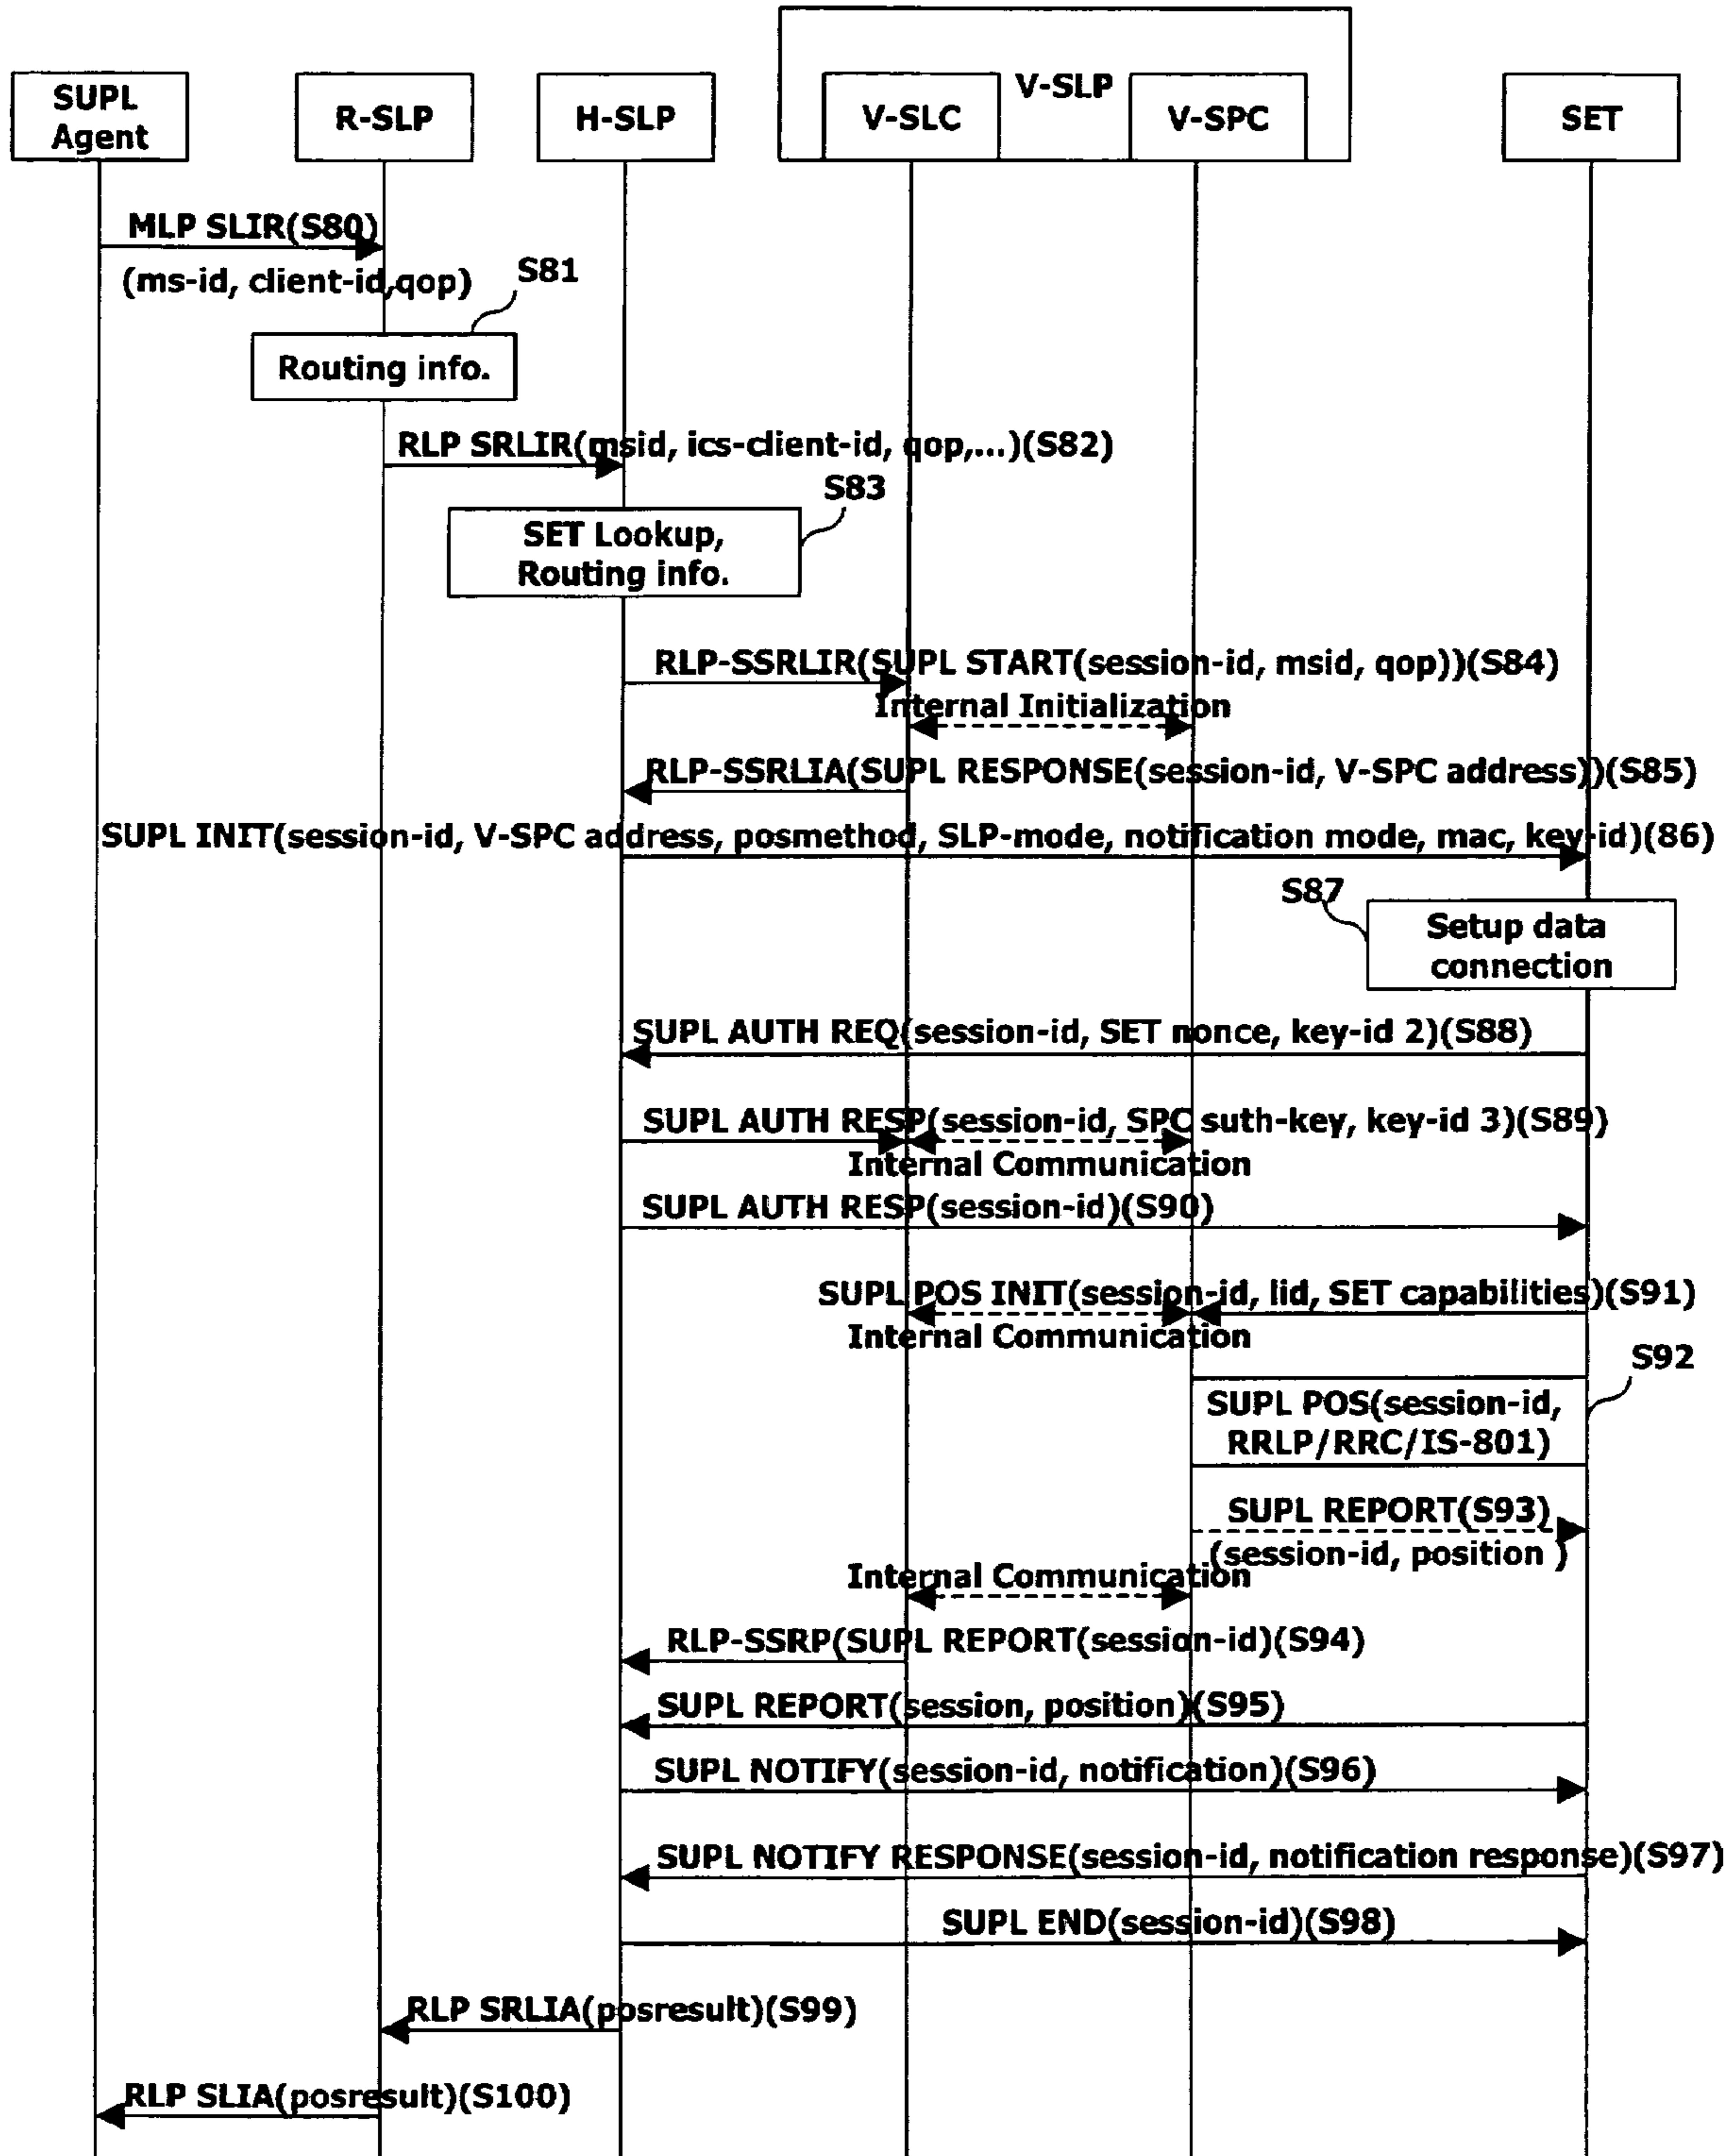 V-SLP
SUPL
Agent
R-SLP
H-SLP
V-SLC
V-SPC
SET
MLP SLIR(S80)
(ms-id, client-id,qop)
S81
Routing info.
RLP SRLIR(msid, ics-client-id, qop,...)(S82)
S83
SET Lookup,
Routing info.
RLP-SSRLIR(SUPL START(session-id, msid, qop))(S84)
Internal Initialization
RLP-SSRLIA(SUPL RESPONSE(session-id, V-SPC address))(S85)
SUPL INIT(session-id, V-SPC address, posmethod, SLP-mode, notification mode, mac, key-id)(86)
S87
Setup data
connection
SUPL AUTH REQ(session-id, SET nonce, key-id 2)(S88)
SUPL AUTH RESP(session-id, SPC suth-key, key-id 3)(S89)
Internal Communication
SUPL AUTH RESP(session-id)(S90)
SUPL POS INIT(session-id, lid, SET capabilities)(S91)
Internal Communication
S92
SUPL POS(session-id,
RRLP/RRC/IS-801)
SUPL REPORT(S93)
(session-id, position )
Internal Communication
RLP-SSRP(SUPL REPORT(session-id)(S94)
SUPL REPORT(session, position)(S95)
SUPL NOTIFY(session-id, notification)(S96)
SUPL NOTIFY RESPONSE(session-id, notification response)(S97)
SUPL END(session-id)(S98)
RLP SRLIA(posresult)(S99)
RLP SLIA(posresult)(S100)